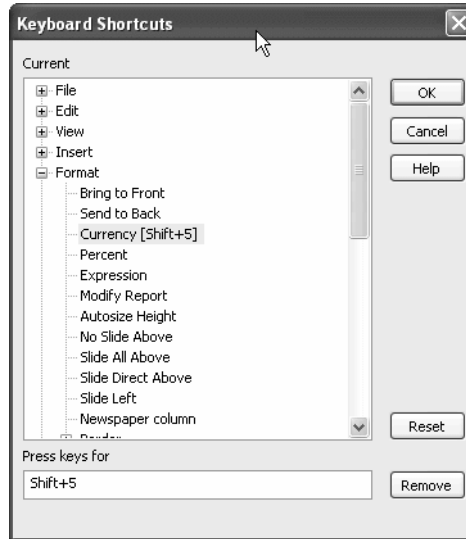 Keyboard Shortcuts
Current
File
Edit
View
Insert
Format
Bring to Front
Send to Back
Currency [Shift+5]
Percent
Expression
Modify Report
Autosize Height
No Slide Above
Slide All Above
Slide Direct Above
Slide Left
Newspaper column
Border
OK
Cancel
Help
Reset
Press keys for
Shift+5
Remove